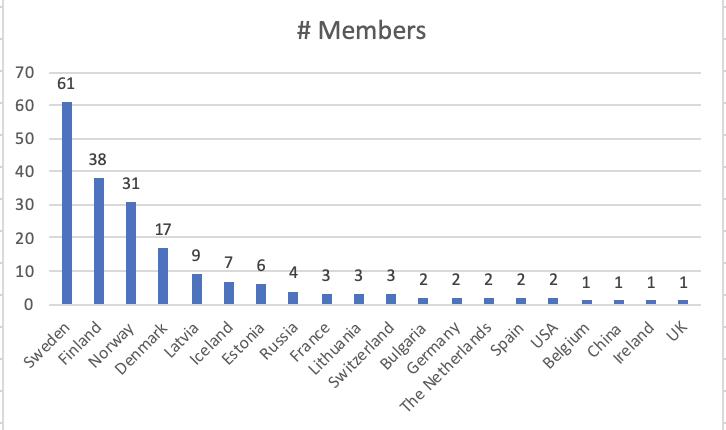 # Members
70
60
50
40
30
20
10
0
61
38
31
17
9
7
6
4
3
3
3
2
2
2
2
2
1
1
1
1
Sweden
Finland
Norway
Denmark
Latvia
Iceland
Estonia
Russia
France
Lithuania
Switzerland
Bulgaria
Germany
The Netherlands
Spain
USA
Belgium
China
Ireland
UK